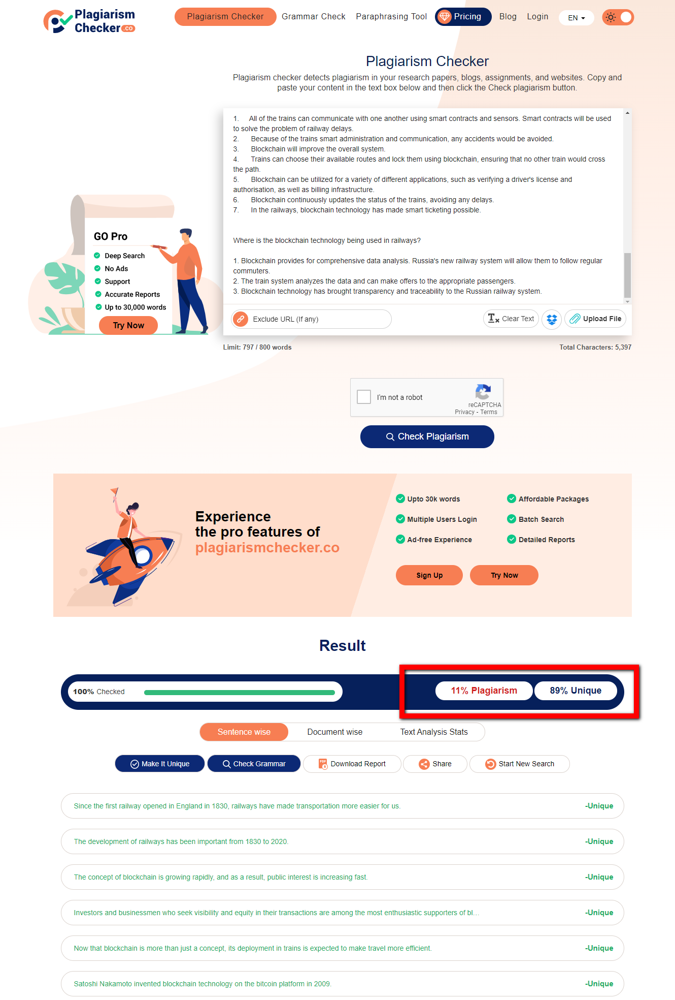 Plagiarism
Checker.co
Plagiarism Checker
Grammar Check
Paraphrasing Tool
Pricing
Blog
Login
EN
Plagiarism Checker
Plagiarism checker detects plagiarism in your research papers, blogs, assignments, and websites. Copy and
paste your content in the text box below and then click the Check plagiarism button.
1. All of the trains can communicate with one another using smart contracts and sensors. Smart contracts will be used
to solve the problem of railway delays.
2. Because of the trains smart administration and communication, any accidents would be avoided.
3. Blockchain will improve the overall system.
4. Trains can choose their available routes and lock them using blockchain, ensuring that no other train would cross
the path.
5. Blockchain can be utilized for a variety of different applications, such as verifying a driver's license and
authorisation, as well as billing infrastructure.
6. Blockchain continuously updates the status of the trains, avoiding any delays.
7. In the railways, blockchain technology has made smart ticketing possible.
Where is the blockchain technology being used in railways?
1. Blockchain provides for comprehensive data analysis. Russia's new railway system will allow them to follow regular
commuters.
2. The train system analyzes the data and can make offers to the appropriate passengers.
3. Blockchain technology has brought transparency and traceability to the Russian railway system.
GO Pro
Deep Search
No Ads
Support
Accurate Reports
Up to 30,000 words
Try Now
Exclude URL (If any)
Clear Text
Upload File
Limit: 797 / 800 words
Total Characters: 5,397
I'm not a robot
reCAPTCHA
Privacy - Terms
Check Plagiarism
Experience
the pro features of
plagiarismchecker.co
Upto 30k words
Affordable Packages
Multiple Users Login
Batch Search
Ad-free Experience
Detailed Reports
Sign Up
Try Now
Result
100% Checked
11% Plagiarism
89% Unique
Sentence wise
Document wise
Text Analysis Stats
Make It Unique
Check Grammar
PDF
Download Report
Share
Start New Search
Since the first railway opened in England in 1830, railways have made transportation more easier for us.
-Unique
The development of railways has been important from 1830 to 2020.
-Unique
The concept of blockchain is growing rapidly, and as a result, public interest is increasing fast.
-Unique
Investors and businessmen who seek visibility and equity in their transactions are among the most enthusiastic supporters of bl...
-Unique
Now that blockchain is more than just a concept, its deployment in trains is expected to make travel more efficient.
-Unique
Satoshi Nakamoto invented blockchain technology on the bitcoin platform in 2009.
-Unique